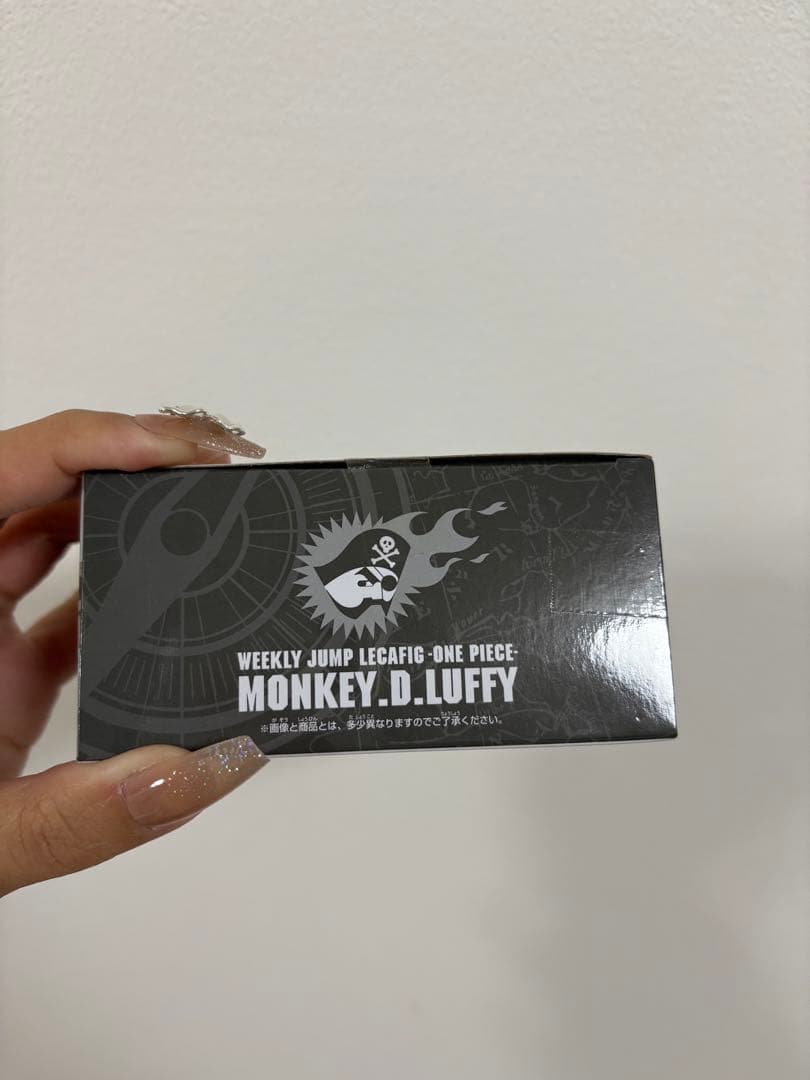 WEEKLY JUMP LECAFIG -ONE PIECE-
MONKEY.D.LUFFY
※画像と商品とは、多少異なりますのでご了承ください。